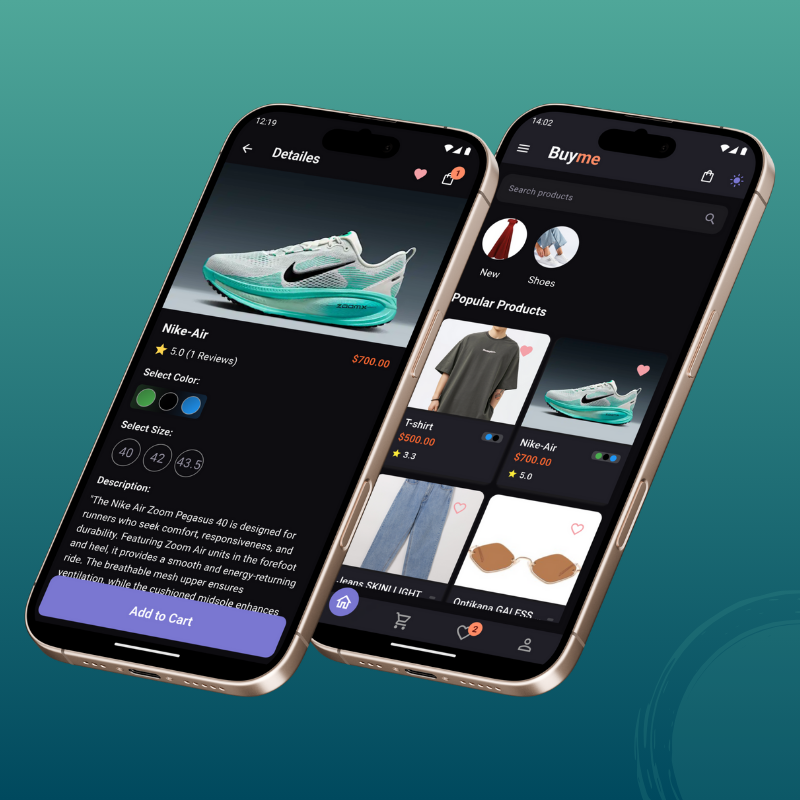 12:19
Detailes
1
Nike-Air
5.0 (1 Reviews)
$700.00
Select Color:
Select Size:
40
42
43.5
Description:
"The Nike Air Zoom Pegasus 40 is designed for
runners who seek comfort, responsiveness, and
durability. Featuring Zoom Air units in the forefoot
and heel, it provides a smooth and energy-returning
ride. The breathable mesh upper ensures
ventilation, while the cushioned midsole enhances
Add to Cart
14:02
Buyme
Search products
New
Shoes
Popular Products
T-shirt
$500.00
3.3
Nike-Air
$700.00
5.0
Jeans SKINLIGHT
Optikana GALESS
2